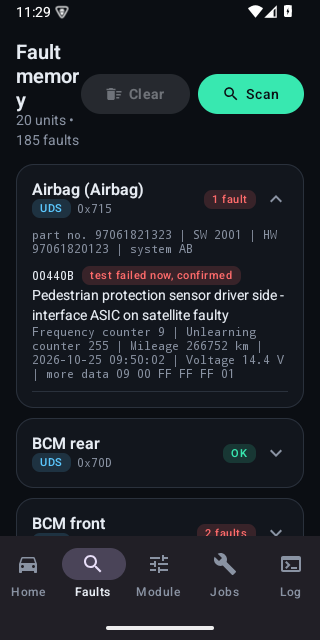 11:29
Fault
memor
y
20 units •
185 faults
Clear
Scan
Airbag (Airbag)
UDS 0x715
1 fault
part no. 97061821323 | SW 2001 | HW
97061820123 | system AB
00440B test failed now, confirmed
Pedestrian protection sensor driver side -
interface ASIC on satellite faulty
Frequency counter 9 | Unlearning
counter 255 | Mileage 266752 km |
2026-10-25 09:50:02 | Voltage 14.4 V
| more data 09 00 FF FF FF 01
BCM rear
UDS 0x70D
OK
BCM front
2 faults
Home
Faults
Module
Jobs
Log